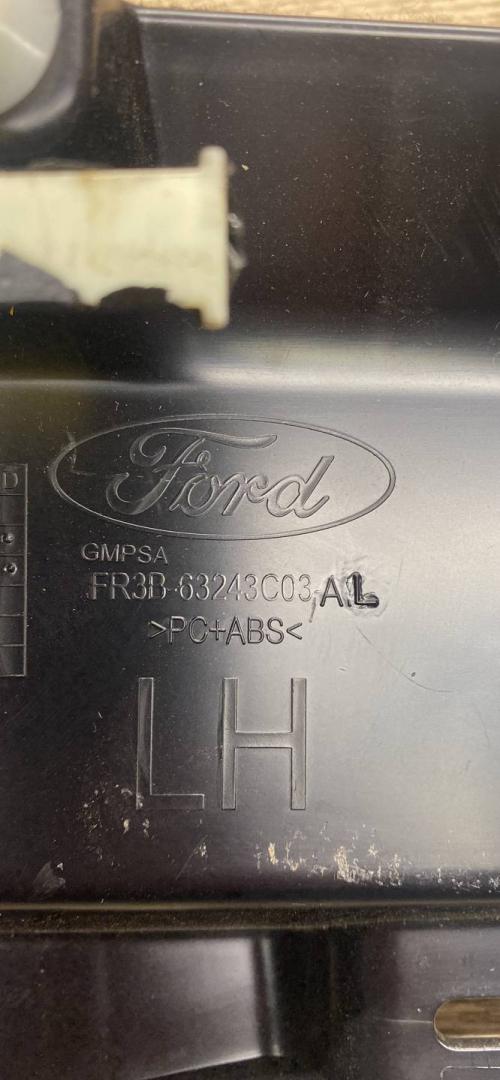 Ford
D
GMPSA
FR3B-63243C03 AL
>PC+ABS<
LH